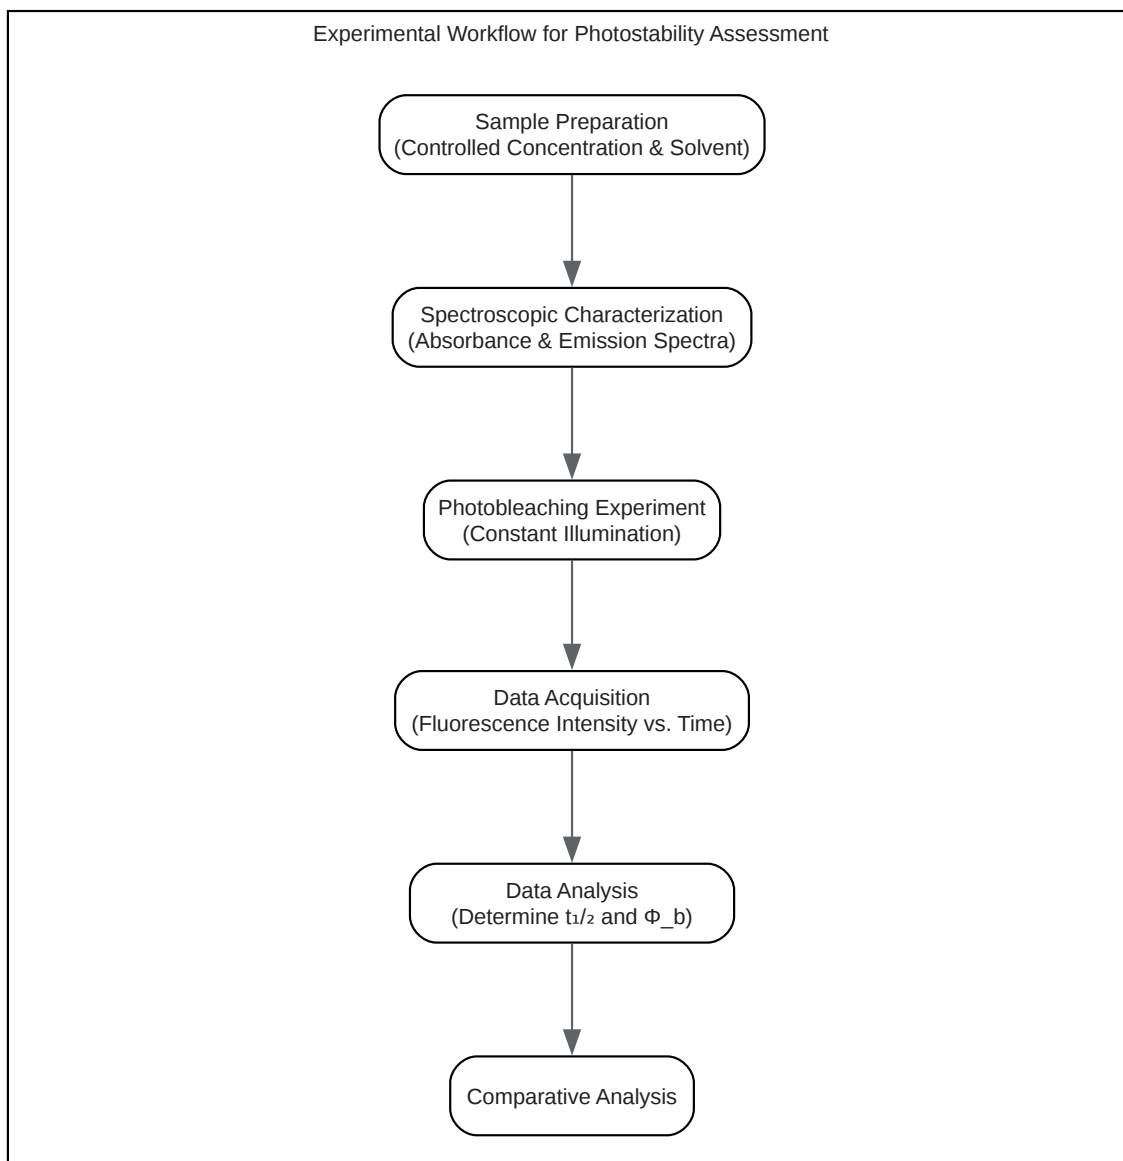 Experimental Workflow for Photostability Assessment
Sample Preparation
(Controlled Concentration & Solvent)
Spectroscopic Characterization
(Absorbance & Emission Spectra)
Photobleaching Experiment
(Constant Illumination)
Data Acquisition
(Fluorescence Intensity vs. Time)
Data Analysis
(Determine t₁/₂ and Φ_b)
Comparative Analysis